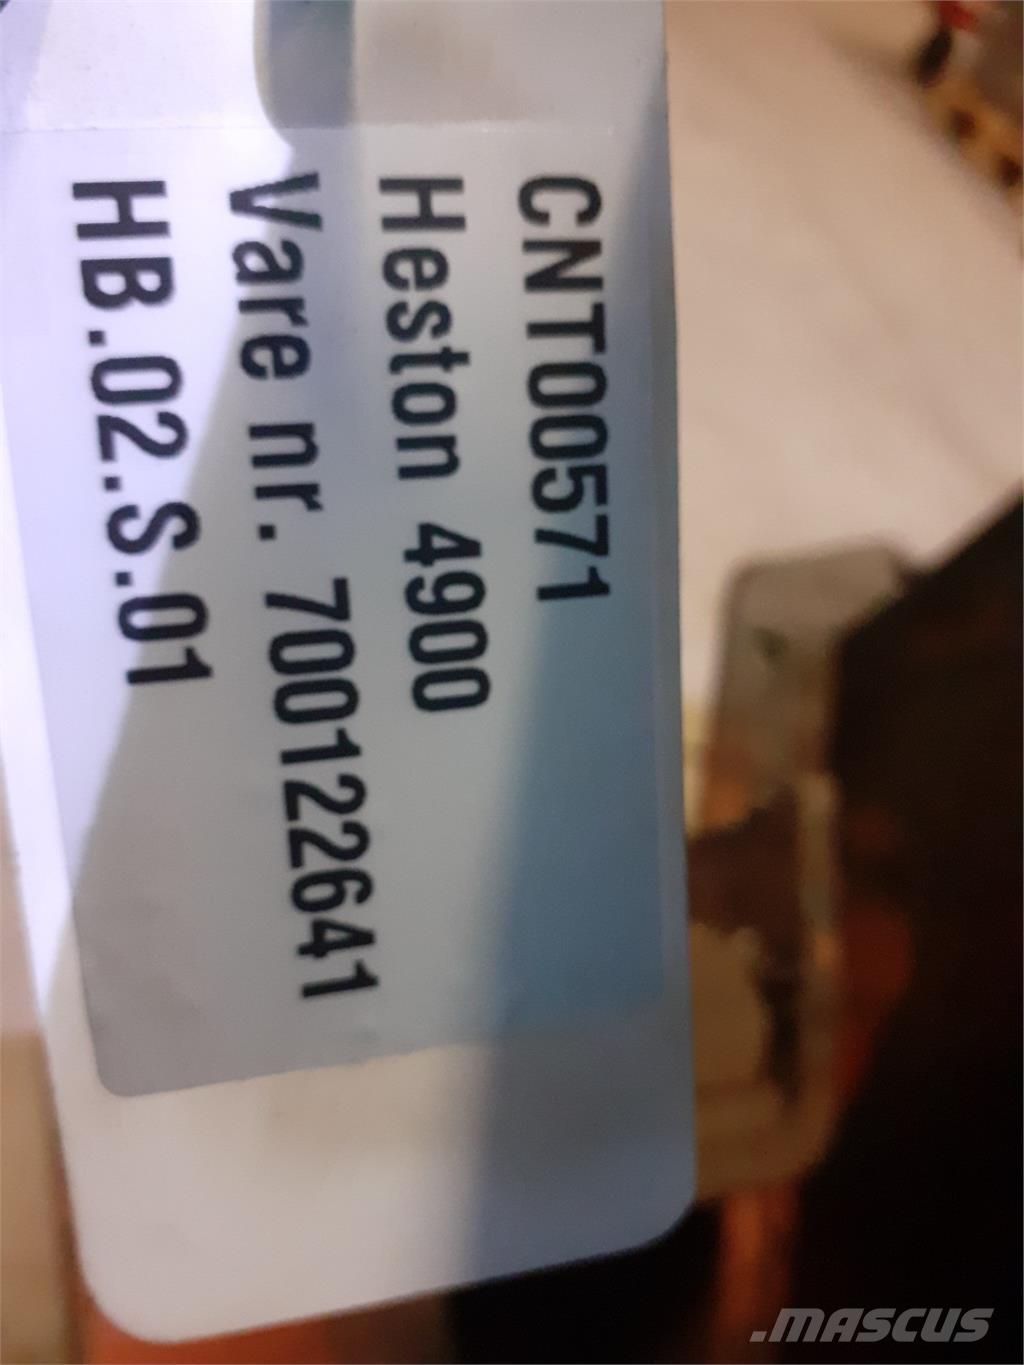 CNT00571
Heston 4900
Vare nr. 700122641
HB.02.S.01
.MASCUS